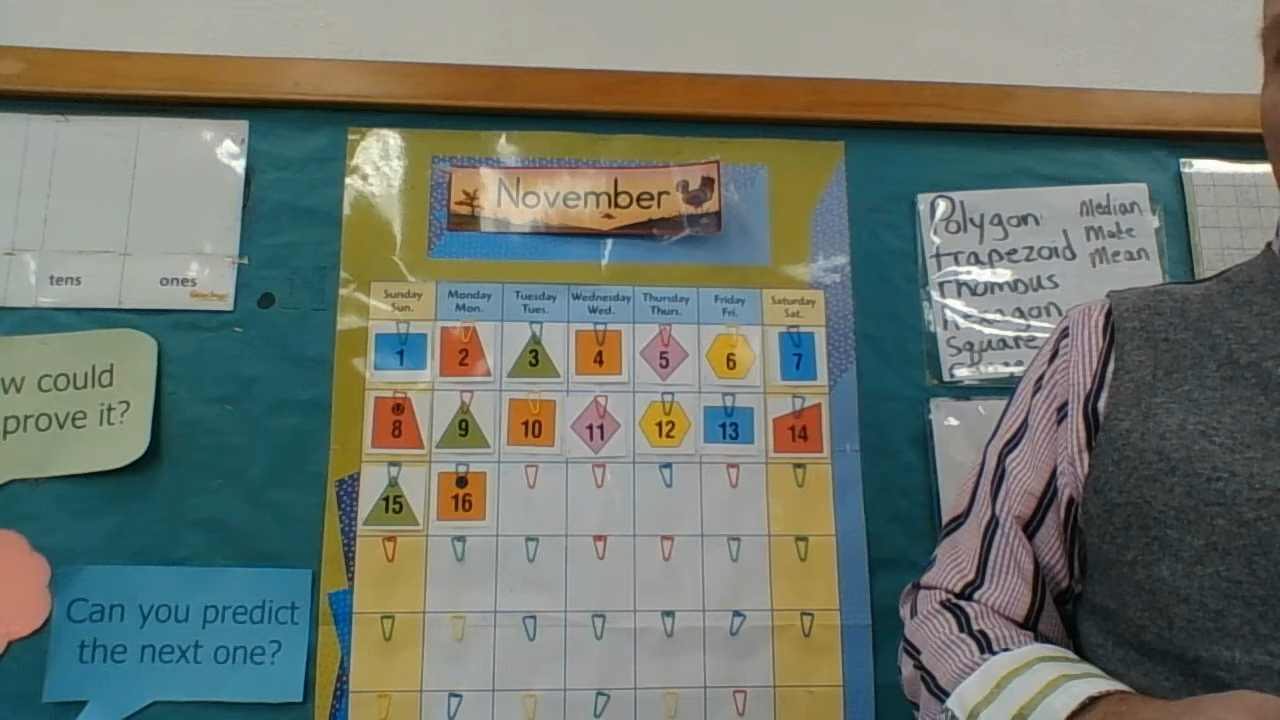 November
Sunday Monday Tuesday Wednesday Thursday Friday Saturday
Sun. Mon. Tues. Wed. Thurs. Fri. Sat.
1 2 3 4 5 6 7
8 9 10 11 12 13 14
15 16
tens ones
w could
prove it?
Can you predict
the next one?
Polygon
trapezoid
rhombus
hexagon
Square
Median
Mode
Mean